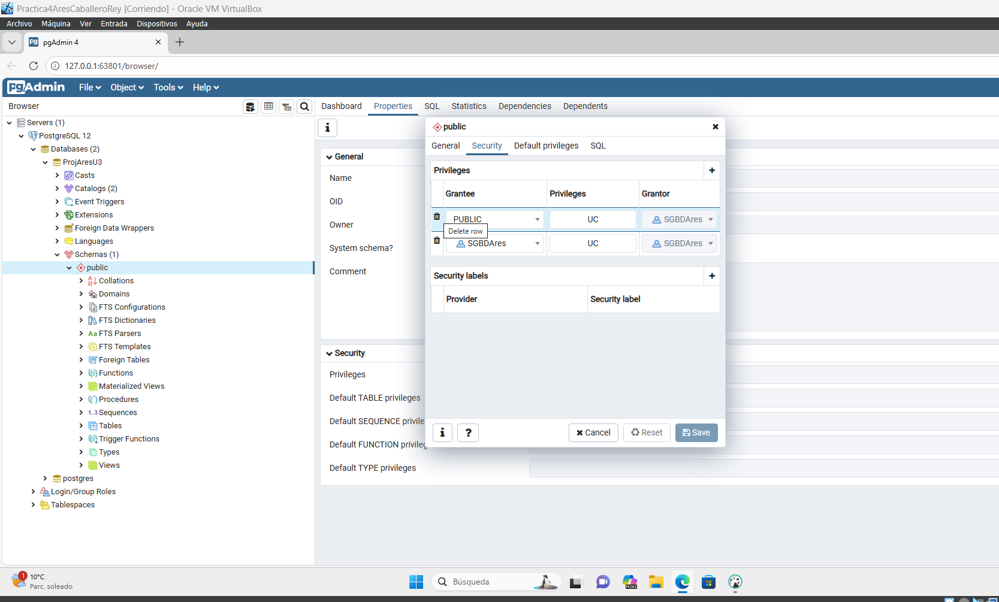 PracticaAresCaballeroRey [Corriendo] - Oracle VM VirtualBox
Archivo Máquina Ver Entrada Dispositivos Ayuda
pgAdmin 4
127.0.0.1:63801/browser/
pgAdmin File Object Tools Help
Browser
Dashboard Properties SQL Statistics Dependencies Dependents
Servers (1)
PostgreSQL 12
Databases (2)
ProjAresU3
Casts
Catalogs (2)
Event Triggers
Extensions
Foreign Data Wrappers
Languages
Schemas (1)
public
Collations
Domains
FTS Configurations
FTS Dictionaries
FTS Parsers
FTS Templates
Foreign Tables
Functions
Materialized Views
Procedures
1..3 Sequences
Tables
Trigger Functions
Types
Views
postgres
Login/Group Roles
Tablespaces
General
Name
OID
Owner
System schema?
Comment
Security
Privileges
Default TABLE privileges
Default SEQUENCE privile
Default FUNCTION privileg
Default TYPE privileges
public
General Security Default privileges SQL
Privileges
Grantee Privileges Grantor
PUBLIC UC SGBDAres
Delete row
SGBDAres UC SGBDAres
Security labels
Provider Security label
Cancel Reset Save
1
10°C
Parc. soleado
Búsqueda
M365